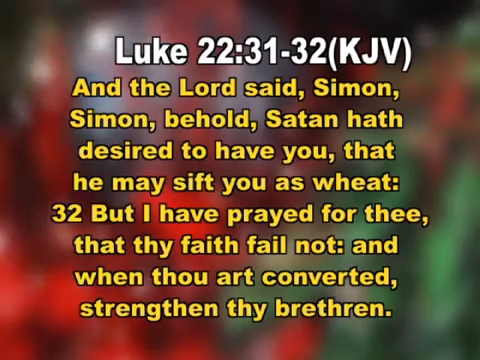 Luke 22:31-32(KJV)
And the Lord said, Simon,
Simon, behold, Satan hath
desired to have you, that
he may sift you as wheat:
32 But I have prayed for thee,
that thy faith fail not: and
when thou art converted,
strengthen thy brethren.